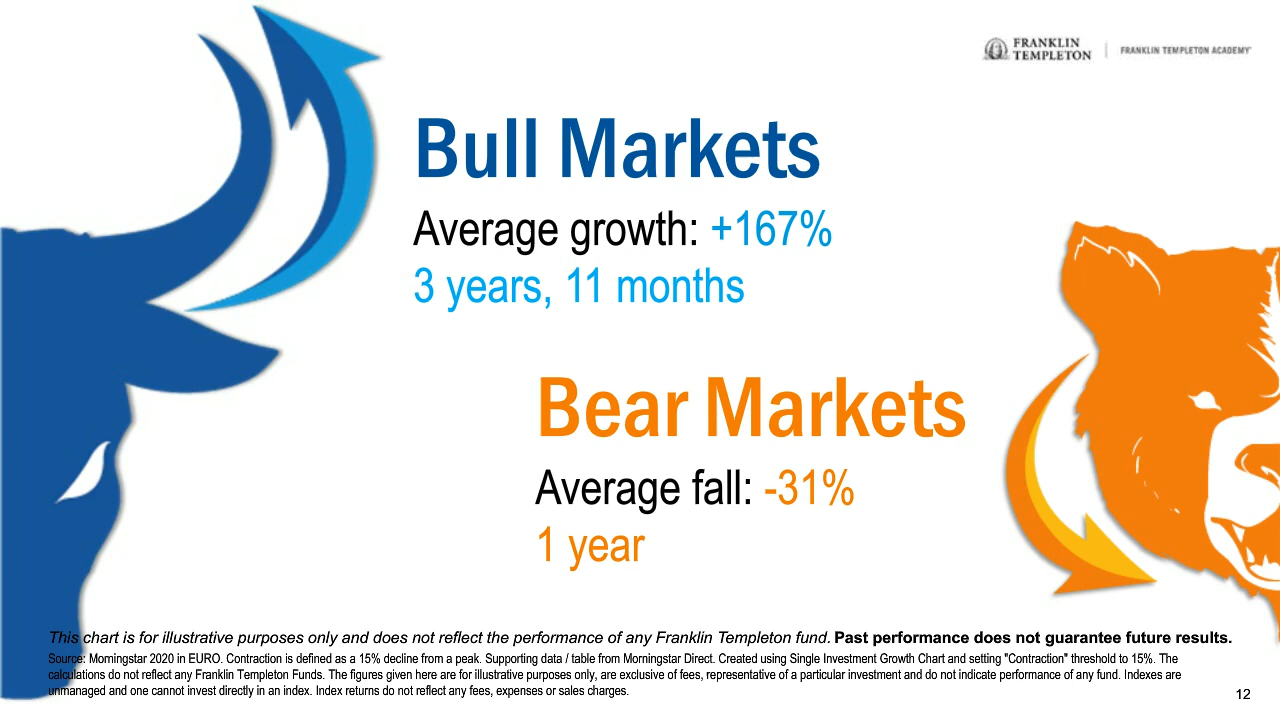 FRANKLIN
TEMPLETON
FRANKLIN TEMPLETON ACADEMY
Bull Markets
Average growth: +167%
3 years, 11 months
Bear Markets
Average fall: -31%
1 year
This chart is for illustrative purposes only and does not reflect the performance of any Franklin Templeton fund. Past performance does not guarantee future results.
Source: Morningstar 2020 in EURO. Contraction is defined as a 15% decline from a peak. Supporting data / table from Morningstar Direct. Created using Single Investment Growth Chart and setting "Contraction" threshold to 15%. The
calculations do not reflect any Franklin Templeton Funds. The figures given here are for illustrative purposes only, are exclusive of fees, representative of a particular investment and do not indicate performance of any fund. Indexes are
unmanaged and one cannot invest directly in an index. Index returns do not reflect any fees, expenses or sales charges.
12